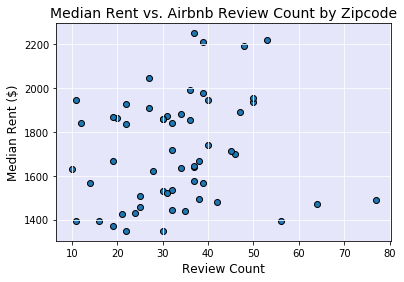 Median Rent vs. Airbnb Review Count by Zipcode
2200
2000
1800
1600
1400
Median Rent ($)
10 20 30 40 50 60 70 80
Review Count